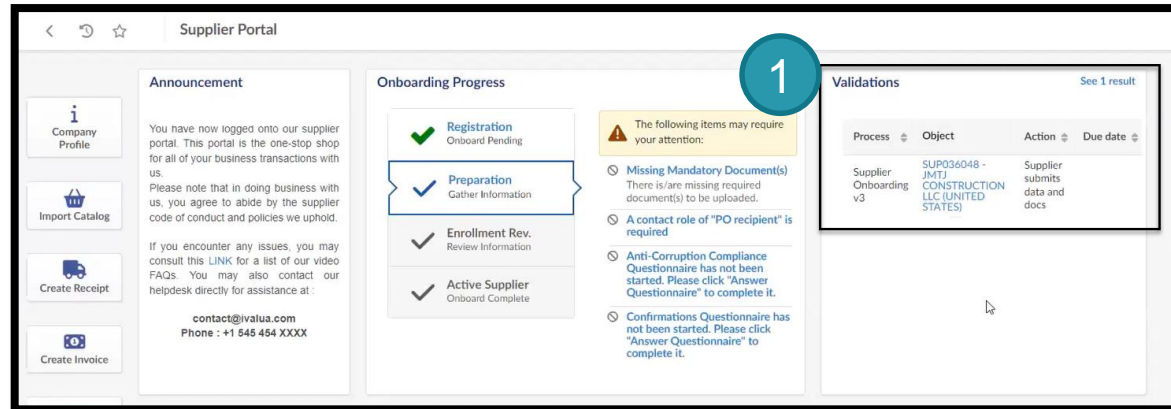 Supplier Portal
1
i
Company
Profile
Import Catalog
Create Receipt
Create Invoice
Announcement
You have now logged onto our supplier
portal. This portal is the one-stop shop
for all of your business transactions with
us.
Please note that in doing business with
us, you agree to abide by the supplier
code of conduct and policies we uphold.
If you encounter any issues, you may
consult this LINK for a list of our video
FAQs. You may also contact our
helpdesk directly for assistance at :
contact@ivalua.com
Phone : +1 545 454 XXXX
Onboarding Progress
Registration
Onboard Pending
Preparation
Gather Information
Enrollment Rev.
Review Information
Active Supplier
Onboard Complete
The following items may require
your attention:
Missing Mandatory Document(s)
There is/are missing required
document(s) to be uploaded.
A contact role of "PO recipient" is
required
Anti-Corruption Compliance
Questionnaire has not been
started. Please click "Answer
Questionnaire" to complete it.
Confirmations Questionnaire has
not been started. Please click
"Answer Questionnaire" to
complete it.
Validations See 1 result
Process Object Action Due date
Supplier
Onboarding
v3
SUP036048 -
JMTJ
CONSTRUCTION
LLC (UNITED
STATES)
Supplier
submits
data and
docs